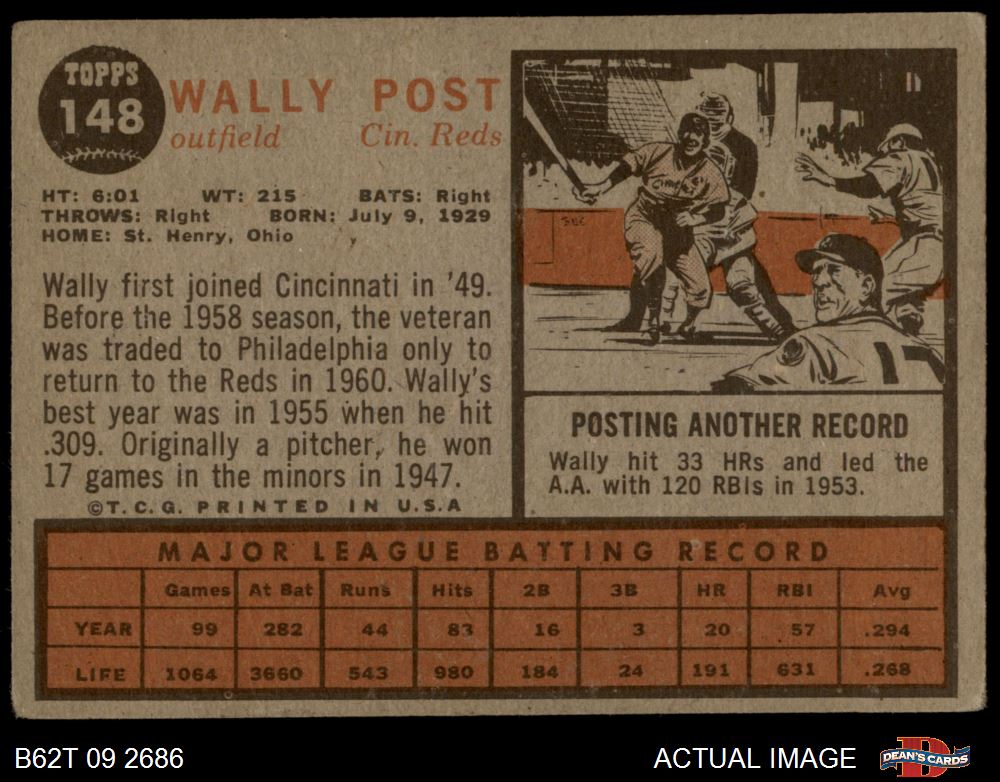 TOPPS
148
WALLY POST
outfield Cin. Reds
HT: 6:01 WT: 215 BATS: Right
THROWS: Right BORN: July 9, 1929
HOME: St. Henry, Ohio
Wally first joined Cincinnati in '49.
Before the 1958 season, the veteran
was traded to Philadelphia only to
return to the Reds in 1960. Wally's
best year was in 1955 when he hit
.309. Originally a pitcher, he won
17 games in the minors in 1947.
©T.C.G. PRINTED IN U.S.A
POSTING ANOTHER RECORD
Wally hit 33 HRs and led the
A.A. with 120 RBIs in 1953.
MAJOR LEAGUE BATTING RECORD
Games At Bat Runs Hits 2B 3B HR RBI Avg
YEAR 99 282 44 83 16 3 20 57 .294
LIFE 1064 3660 543 980 184 24 191 631 .268
B62T 09 2686
ACTUAL IMAGE
DEAN'S CARDS